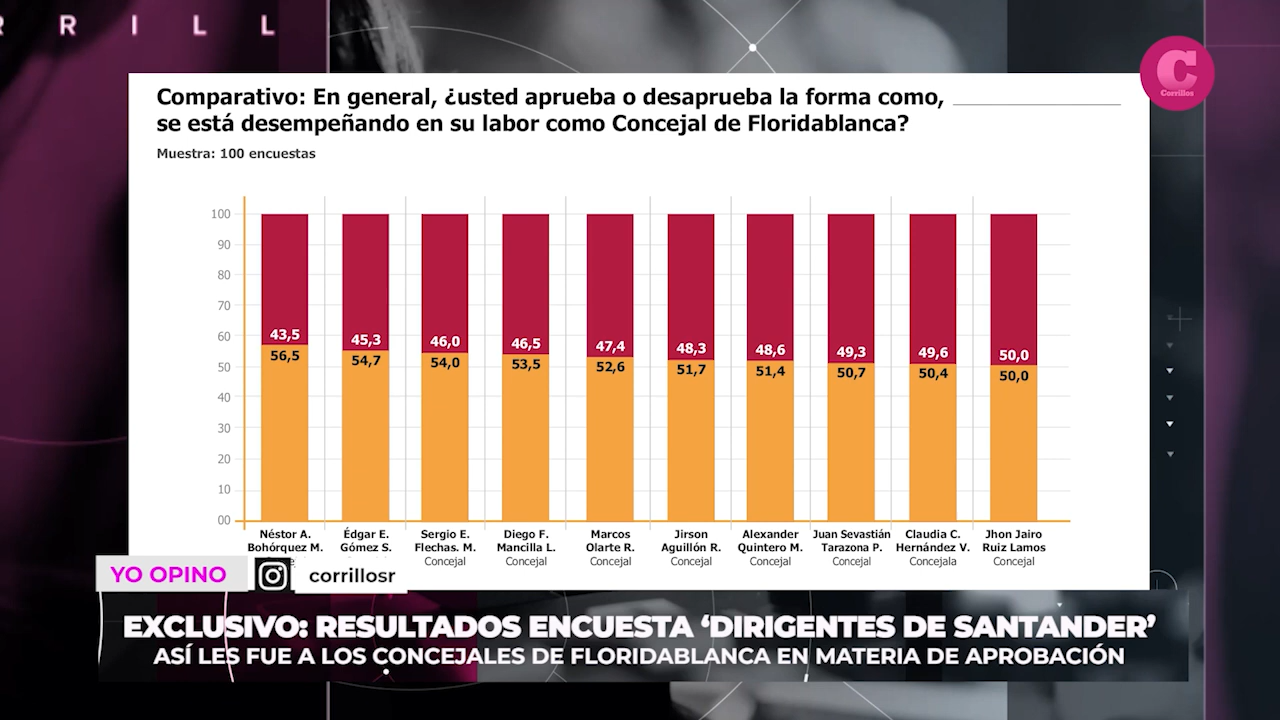 R R I L L
C
Corrillos
Comparativo: En general, ¿usted aprueba o desaprueba la forma como, ____________
se está desempeñando en su labor como Concejal de Floridablanca?
Muestra: 100 encuestas
100
90
80
70
60
50
40
30
20
10
00
43,5 45,3 46,0 46,5 47,4 48,3 48,6 49,3 49,6 50,0
56,5 54,7 54,0 53,5 52,6 51,7 51,4 50,7 50,4 50,0
Néstor A. Édgar E. Sergio E. Diego F. Marcos Jirson Alexander Juan Sevastián Claudia C. Jhon Jairo
Bohórquez M. Gómez S. Flechas. M. Mancilla L. Olarte R. Aguillón R. Quintero M. Tarazona P. Hernández V. Ruiz Lamos
Concejal Concejal Concejal Concejal Concejal Concejal Concejala Concejal
YO OPINO
corrillosr
EXCLUSIVO: RESULTADOS ENCUESTA ‘DIRIGENTES DE SANTANDER’
ASÍ LES FUE A LOS CONCEJALES DE FLORIDABLANCA EN MATERIA DE APROBACIÓN